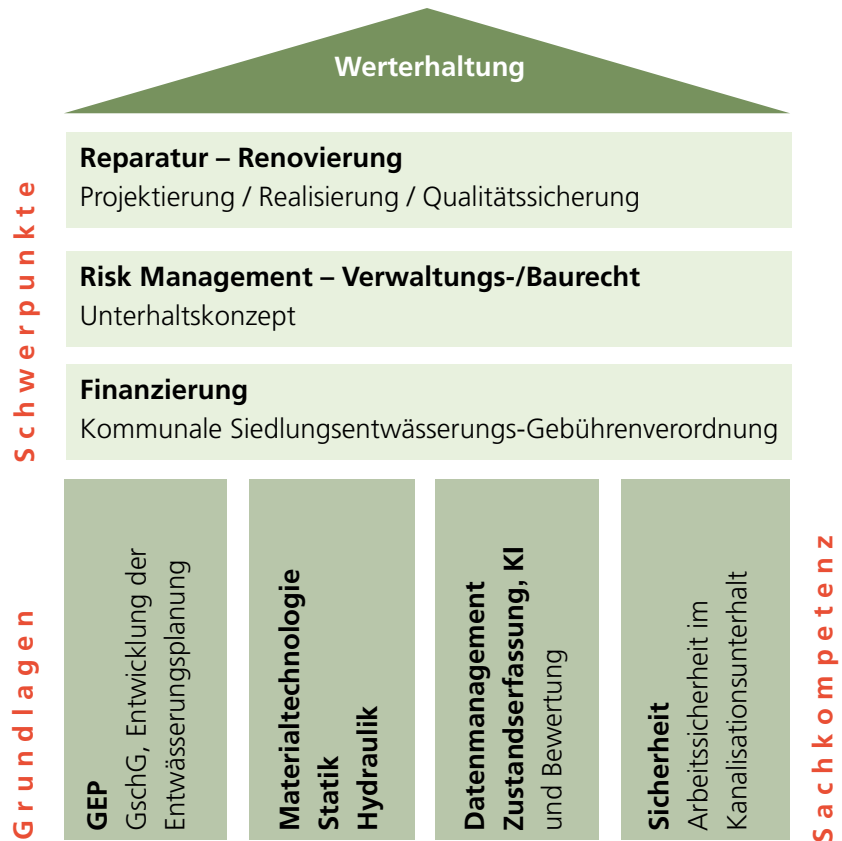 Werterhaltung
Schwerpunkte
Reparatur – Renovierung
Projektierung / Realisierung / Qualitätssicherung
Risk Management – Verwaltungs-/Baurecht
Unterhaltskonzept
Finanzierung
Kommunale Siedlungsentwässerungs-Gebührenverordnung
Grundlagen
GEP
GschG, Entwicklung der
Entwässerungsplanung
Materialtechnologie
Statik
Hydraulik
Datenmanagement
Zustandserfassung, KI
und Bewertung
Sicherheit
Arbeitssicherheit im
Kanalisationsunterhalt
Sachkompetenz